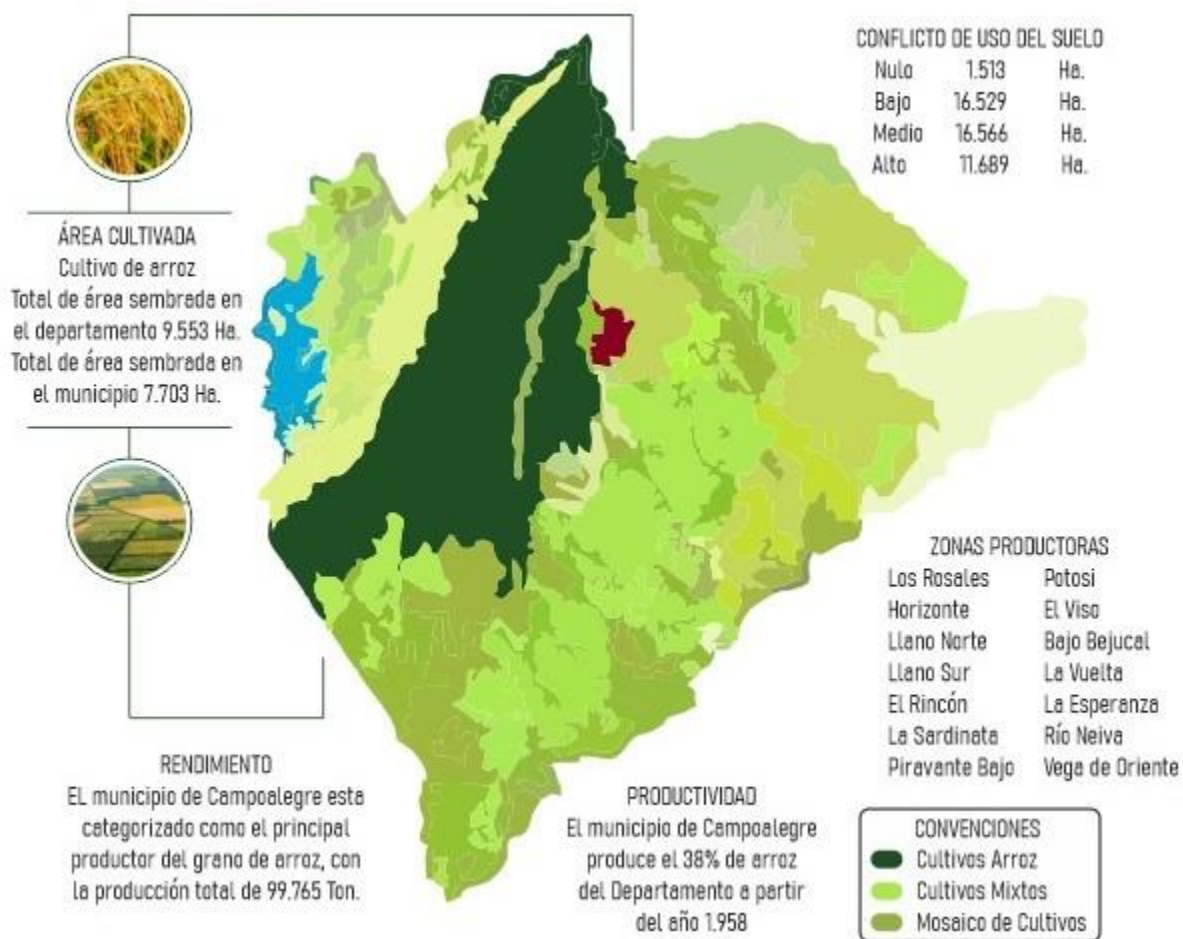 CONFLICTO DE USO DEL SUELO
Nulo 1.513 Ha.
Bajo 16.529 Ha.
Medio 16.566 Ha.
Alto 11.689 Ha.
ÁREA CULTIVADA
Cultivo de arroz
Total de área sembrada en
el departamento 9.553 Ha.
Total de área sembrada en
el municipio 7.703 Ha.
ZONAS PRODUCTORAS
Los Rosales Potosi
Horizonte El Viso
Llano Norte Bajo Bejucal
Llano Sur La Vuelta
El Rincón La Esperanza
La Sardinata Río Neiva
Piravante Bajo Vega de Oriente
RENDIMIENTO
EL municipio de Campoalegre esta
categorizado como el principal
productor del grano de arroz, con
la producción total de 99.765 Ton.
PRODUCTIVIDAD
El municipio de Campoalegre
produce el 38% de arroz
del Departamento a partir
del año 1.958
CONVENCIONES
Cultivos Arroz
Cultivos Mixtos
Mosaico de Cultivos